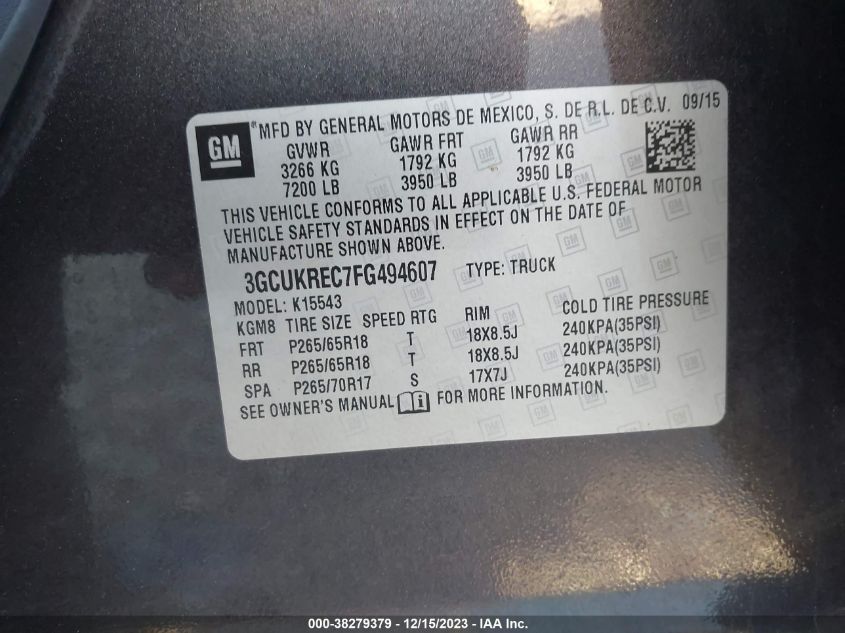 GM *MFD BY GENERAL MOTORS DE MEXICO, S. DE R.L. DE C.V. 09/15
GVWR GAWR FRT GAWR RR
3266 KG 1792 KG 1792 KG
7200 LB 3950 LB 3950 LB
THIS VEHICLE CONFORMS TO ALL APPLICABLE U.S. FEDERAL MOTOR
VEHICLE SAFETY STANDARDS IN EFFECT ON THE DATE OF
MANUFACTURE SHOWN ABOVE.
3GCUKREC7FG494607 TYPE: TRUCK
MODEL: K15543
KGM8 TIRE SIZE SPEED RTG RIM COLD TIRE PRESSURE
FRT P265/65R18 T 18X8.5J 240KPA(35PSI)
RR P265/65R18 T 18X8.5J 240KPA(35PSI)
SPA P265/70R17 S 17X7J 240KPA(35PSI)
SEE OWNER'S MANUAL i FOR MORE INFORMATION.
000-38279379 - 12/15/2023 - IAA Inc.